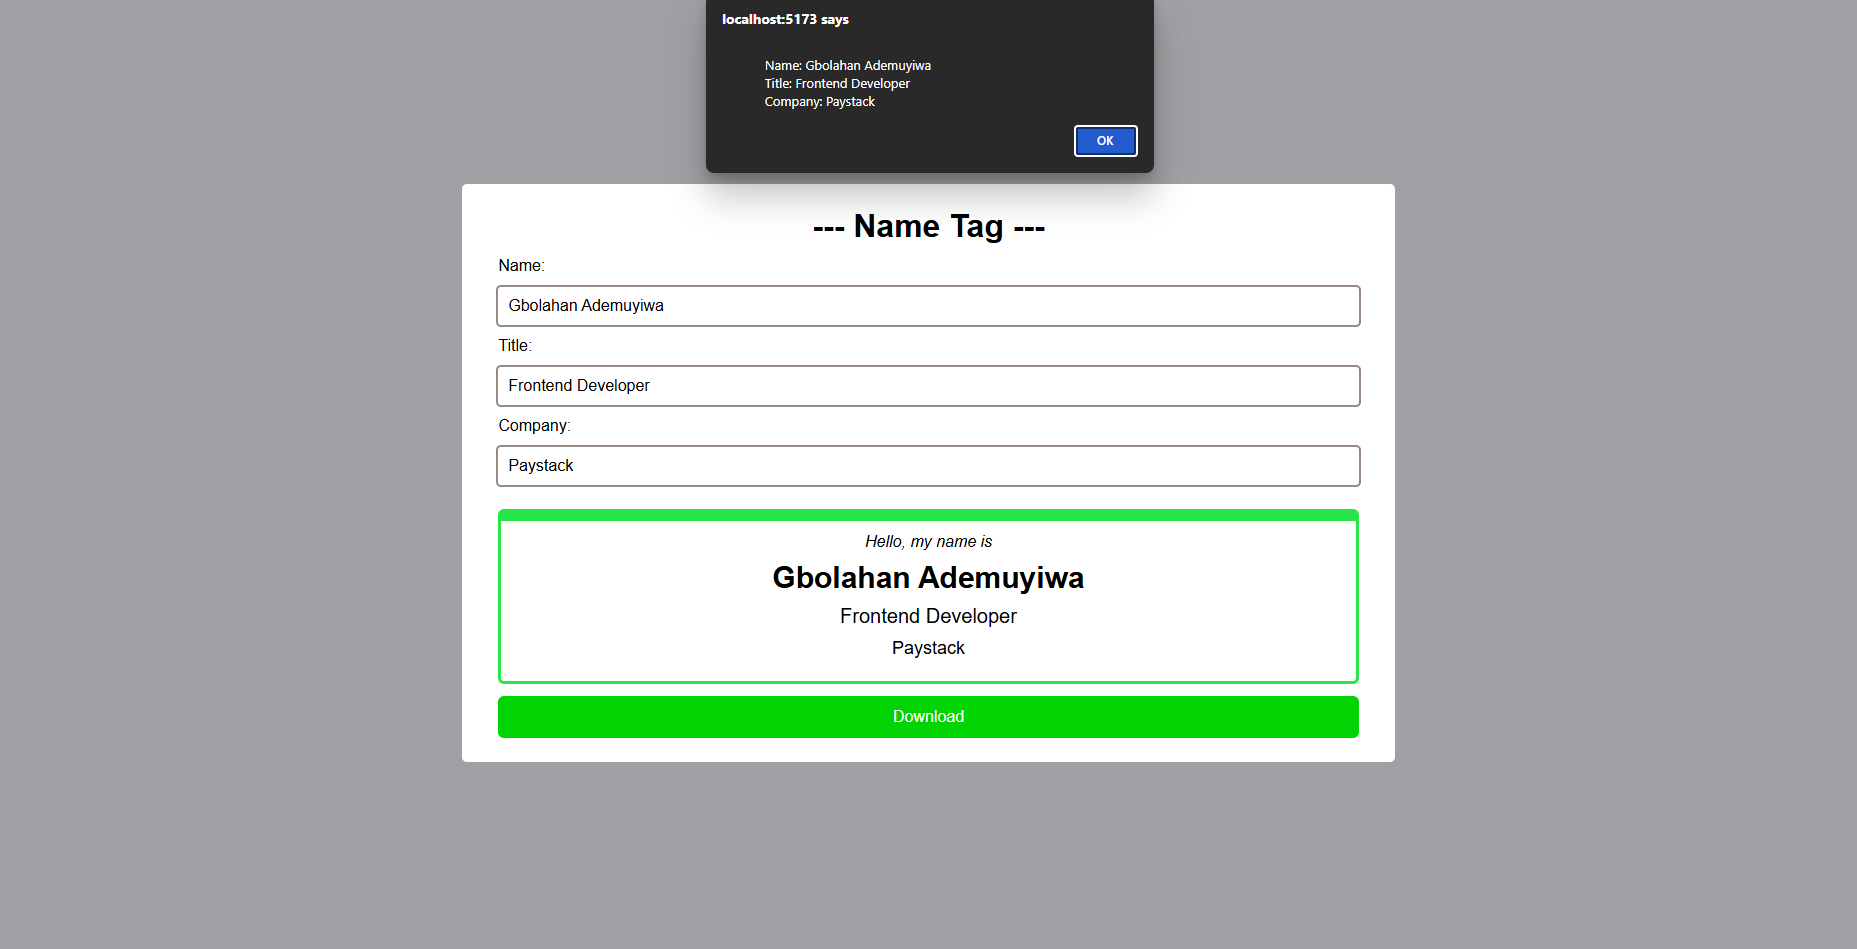 localhost:5173 says
Name: Gbolahan Ademuyiwa
Title: Frontend Developer
Company: Paystack
OK
--- Name Tag ---
Name:
Gbolahan Ademuyiwa
Title:
Frontend Developer
Company:
Paystack
Hello, my name is
Gbolahan Ademuyiwa
Frontend Developer
Paystack
Download